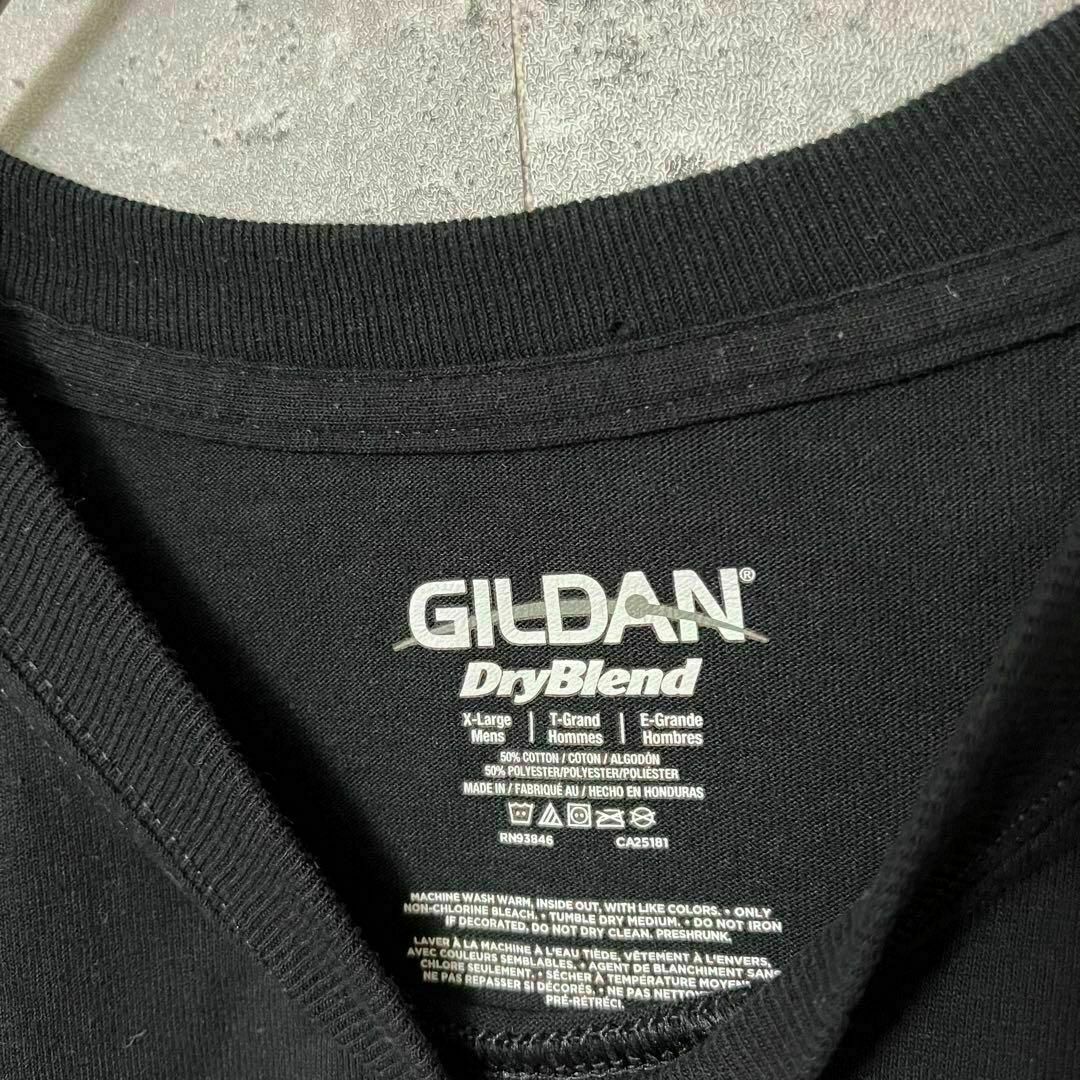 GILDAN®
DryBlend
X-Large | T-Grand | E-Grande
Mens | Hommes | Hombres
50% COTTON / COTON / ALGODÓN
50% POLYESTER/POLYESTER/POLIÉSTER
MADE IN / FABRIQUÉ AU / HECHO EN HONDURAS
RN93846 CA25181
MACHINE WASH WARM, INSIDE OUT, WITH LIKE COLORS. • ONLY
NON-CHLORINE BLEACH. • TUMBLE DRY MEDIUM. • DO NOT IRON
IF DECORATED, DO NOT DRY CLEAN. PRESHRUNK.
LAVER À LA MACHINE À L'EAU TIÈDE, VÊTEMENT À L'ENVERS,
AVEC COULEURS SEMBLABLES. • AGENT DE BLANCHIMENT SANS
CHLORE SEULEMENT. • SÉCHER À TEMPÉRATURE
NE PAS REPASSER SI DÉCORÉS. • NE PAS
PRÉ-RÉTRÉCI.